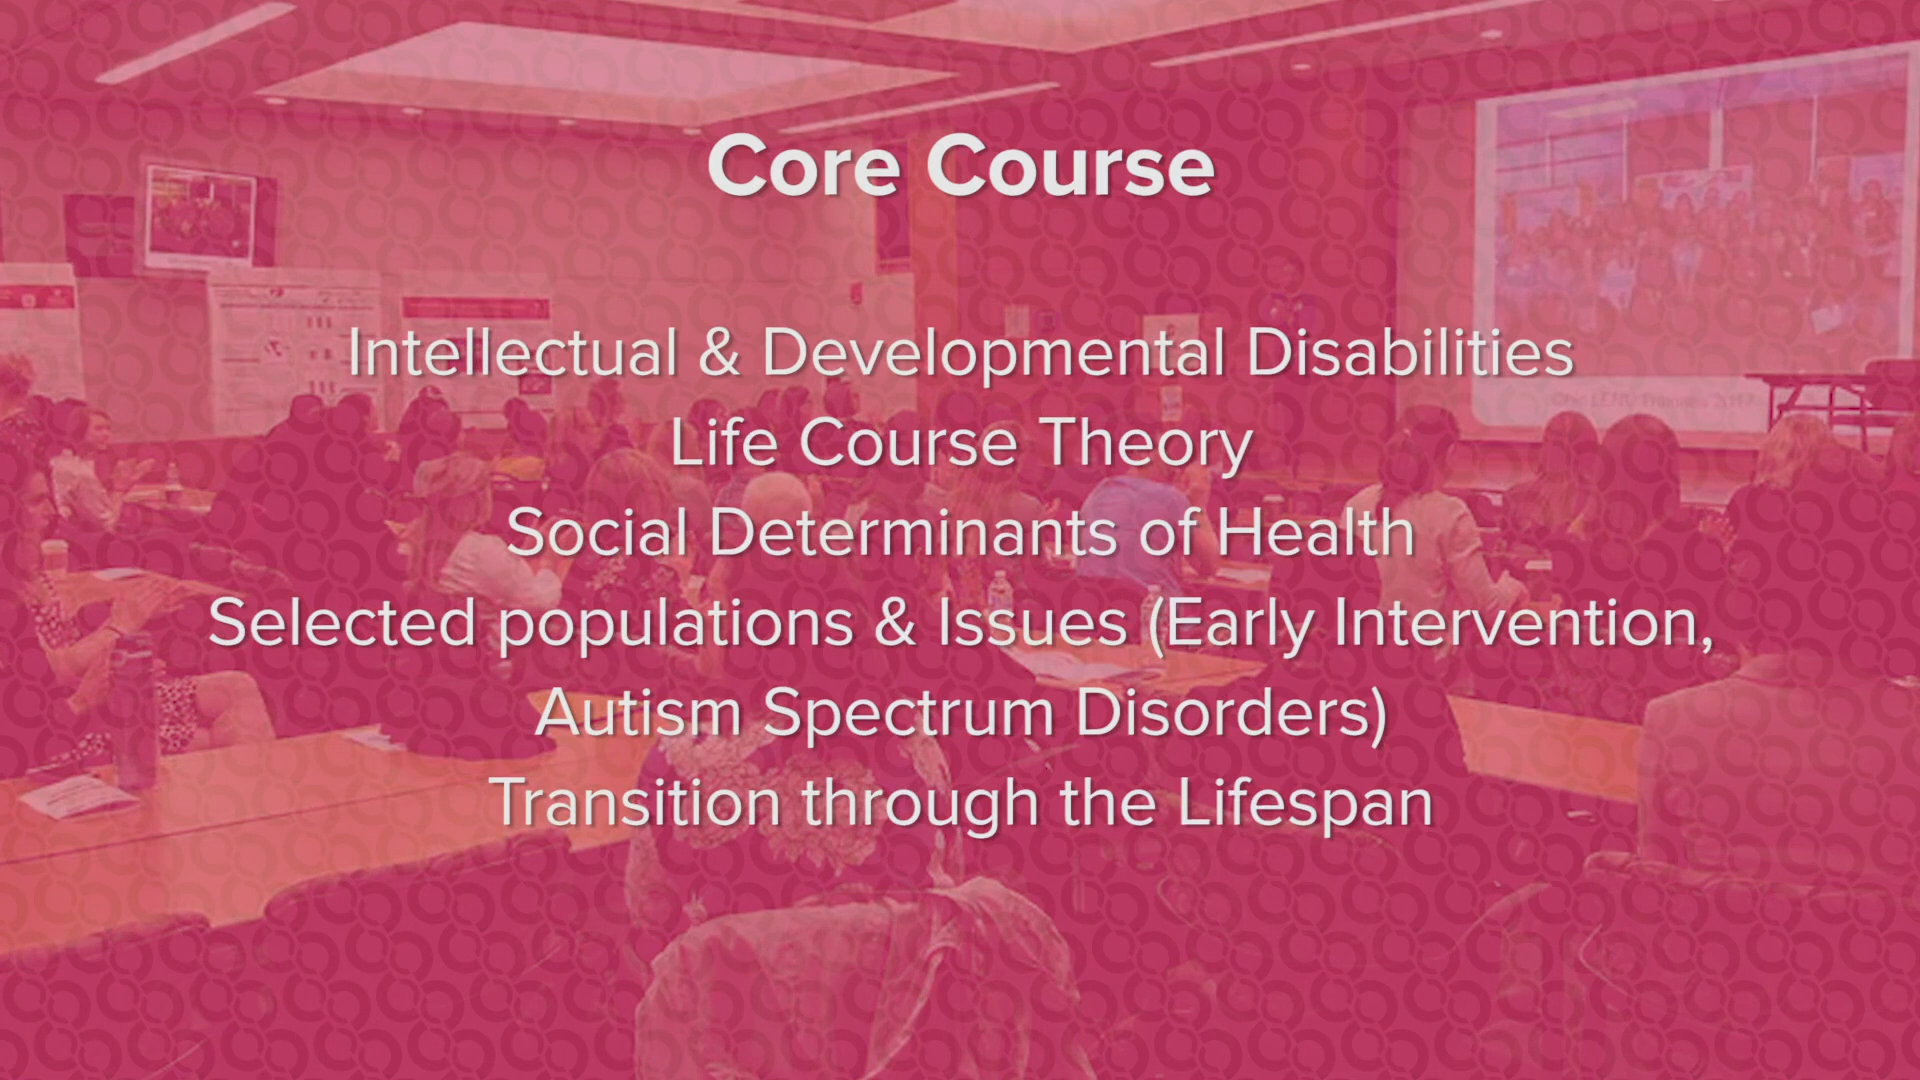 Core Course
Intellectual & Developmental Disabilities
Life Course Theory
Social Determinants of Health
Selected populations & Issues (Early Intervention,
Autism Spectrum Disorders)
Transition through the Lifespan